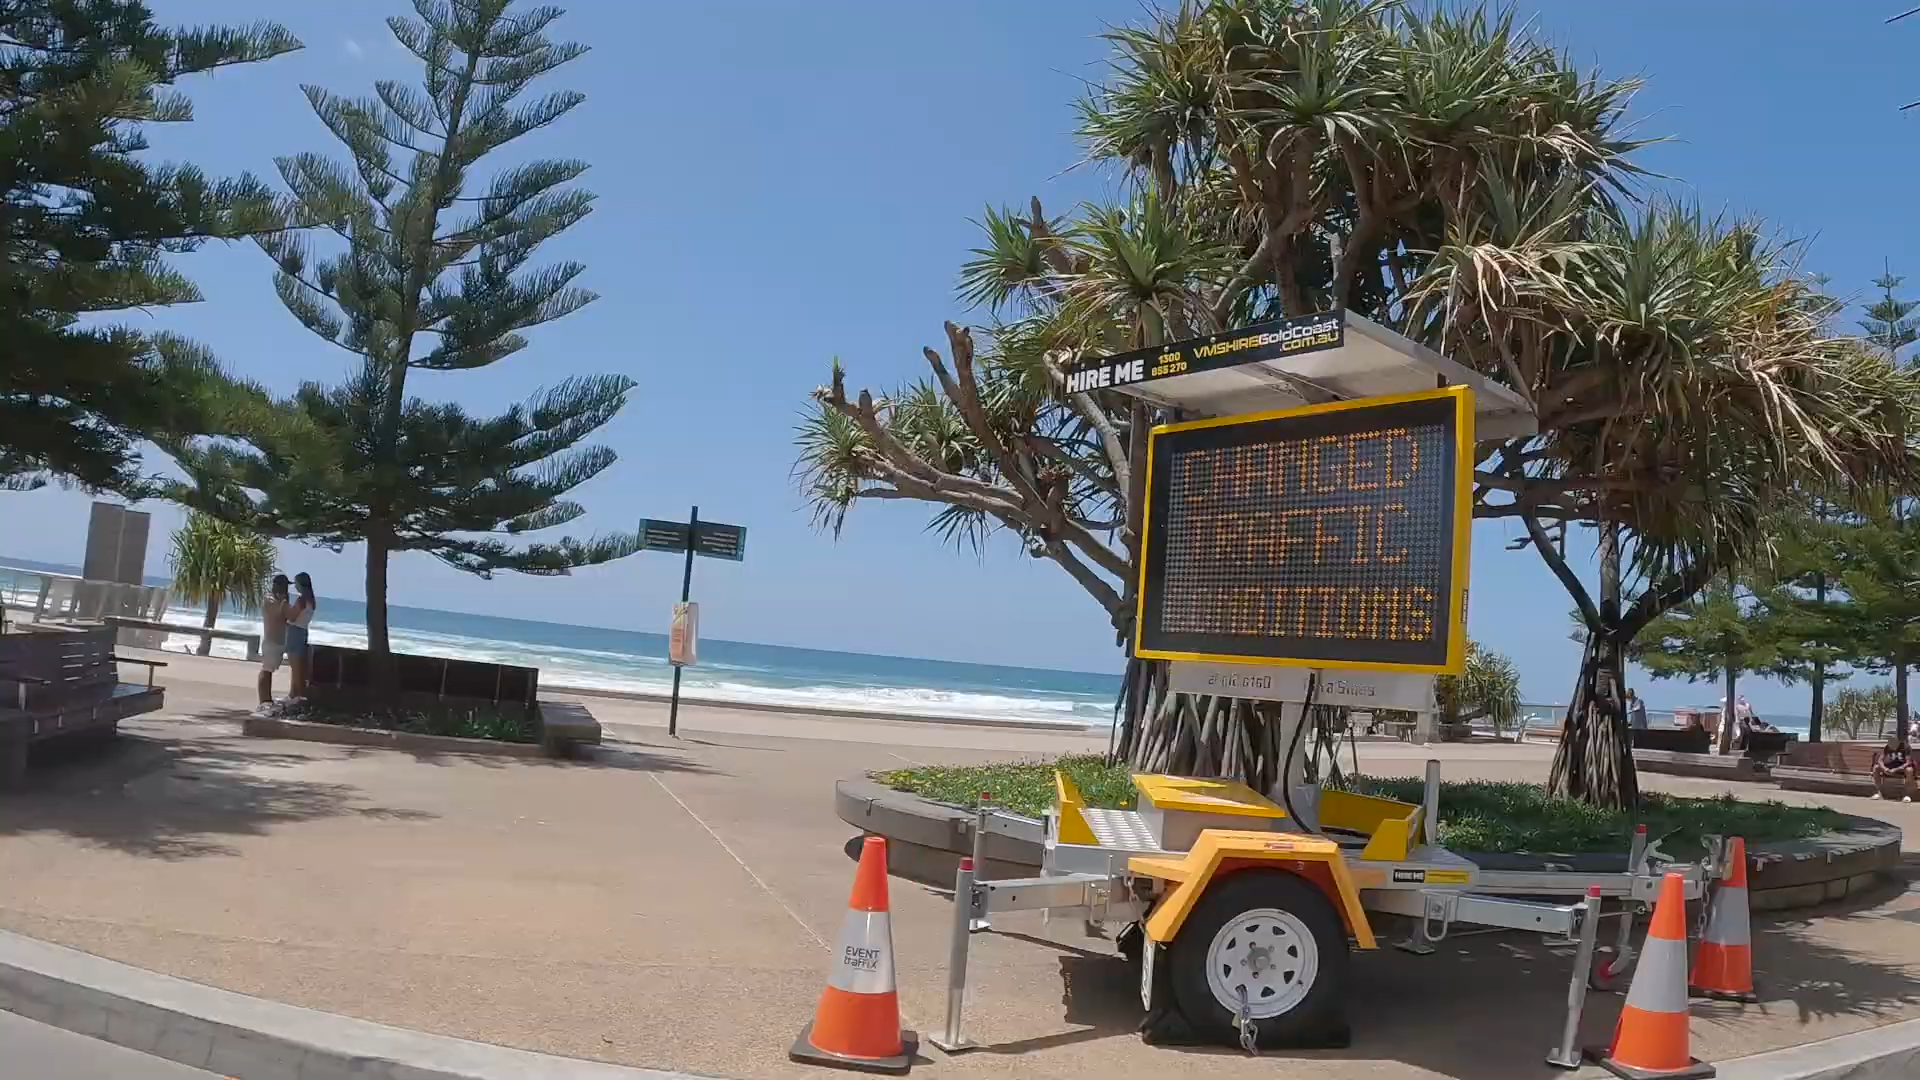 HIRE ME
1300
855 270
VMSHIREGoldCoast
.com.au
CHANGED
TRAFFIC
CONDITIONS
HIRE ME
EVENT
traffix